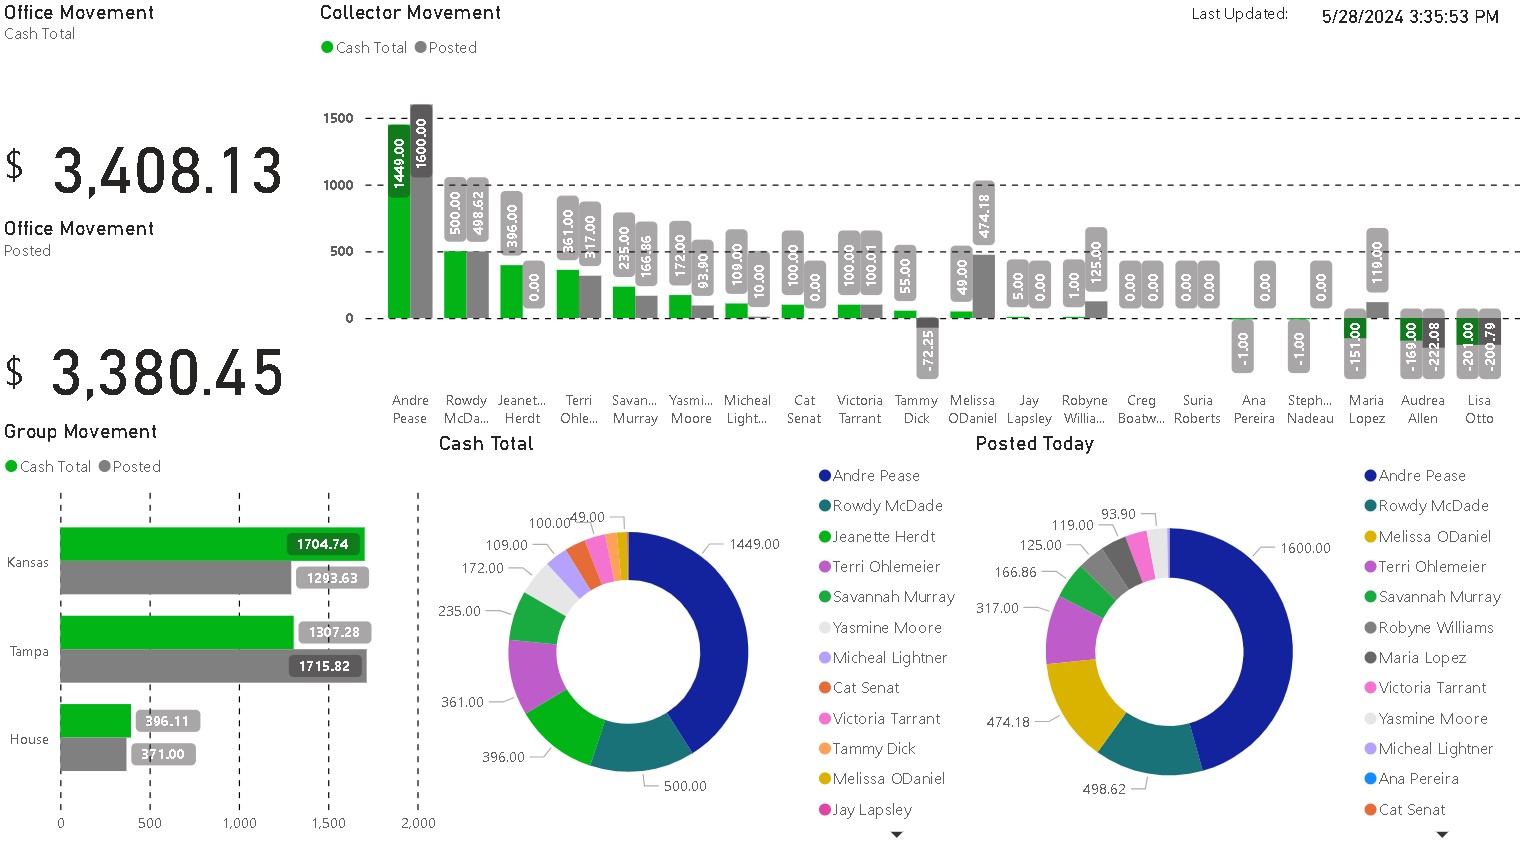 Office Movement
Cash Total
$ 3,408.13
Office Movement
Posted
$ 3,380.45
Collector Movement
Cash Total Posted
Last Updated: 5/28/2024 3:35:53 PM
1500
1000
500
0
1449.00 1600.00
500.00 498.62
396.00 0.00
361.00 317.00
235.00 166.86
172.00 93.90
109.00 10.00
100.00 0.00
100.00 100.01
55.00 -72.25
49.00 474.18
5.00 0.00
1.00 125.00
0.00 0.00
0.00 0.00
-1.00 0.00
-1.00 0.00
-151.00 119.00
-169.00 -222.08
-201.00 -200.79
Andre Pease
Rowdy McDa...
Jeanet... Herdt
Terri Ohle...
Savan... Murray
Yasmi... Moore
Micheal Light...
Cat Senat
Victoria Tarrant
Tammy Dick
Melissa ODaniel
Jay Lapsley
Robyne Willia...
Creg Boatw...
Suria Roberts
Ana Pereira
Steph... Nadeau
Maria Lopez
Audrea Allen
Lisa Otto
Group Movement
Cash Total Posted
Kansas
1704.74
1293.63
Tampa
1307.28
1715.82
House
396.11
371.00
0 500 1,000 1,500 2,000
Cash Total
1449.00
500.00
396.00
361.00
235.00
172.00
109.00
100.00
49.00
Andre Pease
Rowdy McDade
Jeanette Herdt
Terri Ohlemeier
Savannah Murray
Yasmine Moore
Micheal Lightner
Cat Senat
Victoria Tarrant
Tammy Dick
Melissa ODaniel
Jay Lapsley
Posted Today
1600.00
498.62
474.18
317.00
166.86
125.00
119.00
93.90
Andre Pease
Rowdy McDade
Melissa ODaniel
Terri Ohlemeier
Savannah Murray
Robyne Williams
Maria Lopez
Victoria Tarrant
Yasmine Moore
Micheal Lightner
Ana Pereira
Cat Senat